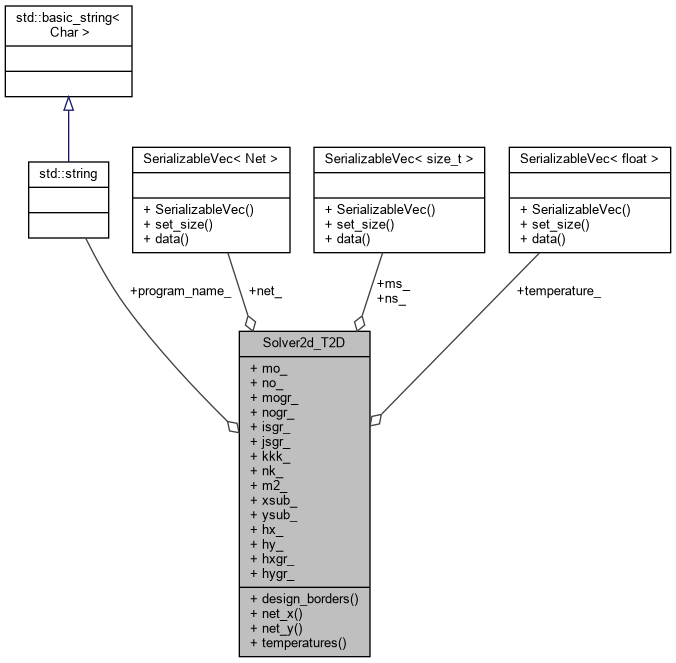 std::basic_string<
Char >
std::string
SerializableVec< Net >
+ SerializableVec()
+ set_size()
+ data()
SerializableVec< size_t >
+ SerializableVec()
+ set_size()
+ data()
SerializableVec< float >
+ SerializableVec()
+ set_size()
+ data()
+program_name_
+net_
+ms_
+ns_
+temperature_
Solver2d_T2D
+ mo_
+ no_
+ mogr_
+ nogr_
+ isgr_
+ jsgr_
+ kkk_
+ nk_
+ m2_
+ xsub_
+ ysub_
+ hx_
+ hy_
+ hxgr_
+ hygr_
+ design_borders()
+ net_x()
+ net_y()
+ temperatures()